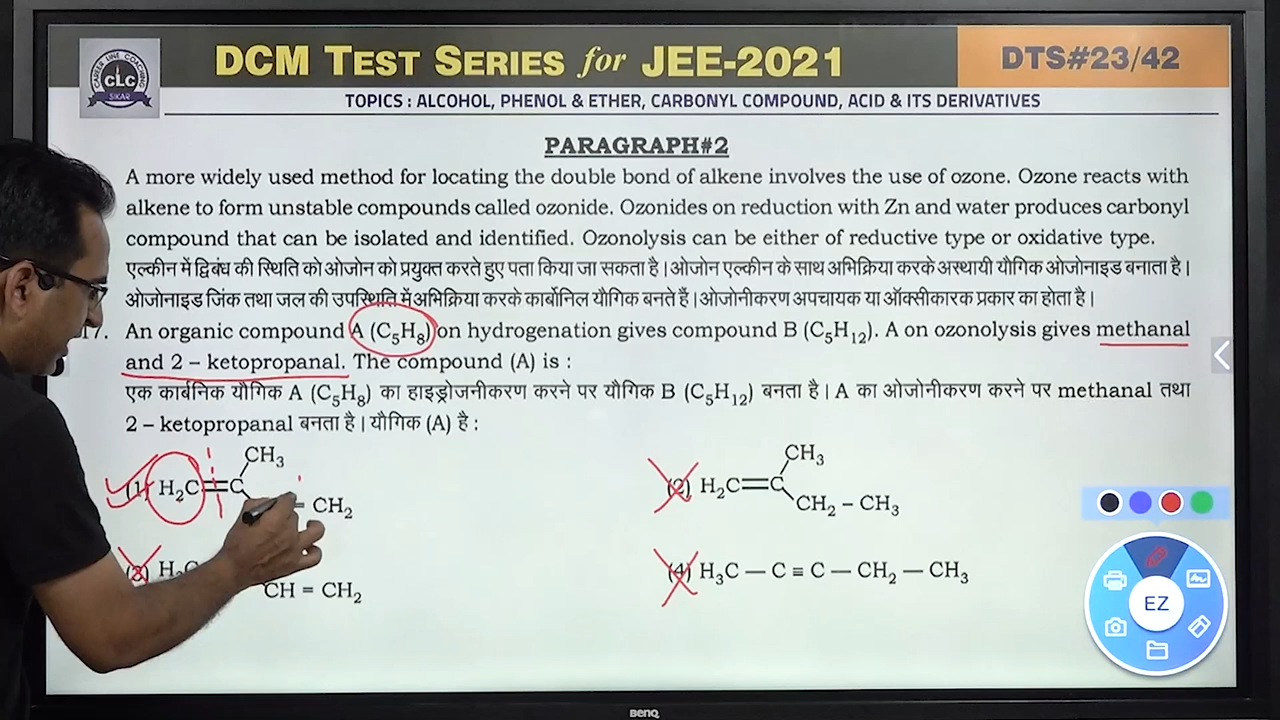 CAREER LINE COACHING
CLC
SIKAR
DCM TEST SERIES for JEE-2021
DTS#23/42
TOPICS : ALCOHOL, PHENOL & ETHER, CARBONYL COMPOUND, ACID & ITS DERIVATIVES
PARAGRAPH#2
A more widely used method for locating the double bond of alkene involves the use of ozone. Ozone reacts with
alkene to form unstable compounds called ozonide. Ozonides on reduction with Zn and water produces carbonyl
compound that can be isolated and identified. Ozonolysis can be either of reductive type or oxidative type.
एल्कीन में द्विबंध की स्थिति को ओजोन को प्रयुक्त करते हुए पता किया जा सकता है। ओजोन एल्कीन के साथ अभिक्रिया करके अस्थायी यौगिक ओजोनाइड बनाता है।
ओजोनाइड जिंक तथा जल की उपस्थिति में अभिक्रिया करके कार्बोनिल यौगिक बनते हैं। ओजोनीकरण अपचायक या ऑक्सीकारक प्रकार का होता है।
17. An organic compound A (C5H8) on hydrogenation gives compound B (C5H12). A on ozonolysis gives methanal
and 2 – ketopropanal. The compound (A) is :
एक कार्बनिक यौगिक A (C5H8) का हाइड्रोजनीकरण करने पर यौगिक B (C5H12) बनता है। A का ओजोनीकरण करने पर methanal तथा
2 – ketopropanal बनता है। यौगिक (A) है :
CH3
(1) H2C=C
= CH2
CH3
(2) H2C=C
CH2 – CH3
(3) H2C
CH = CH2
(4) H3C — C ≡ C — CH2 — CH3
EZ
BenQ